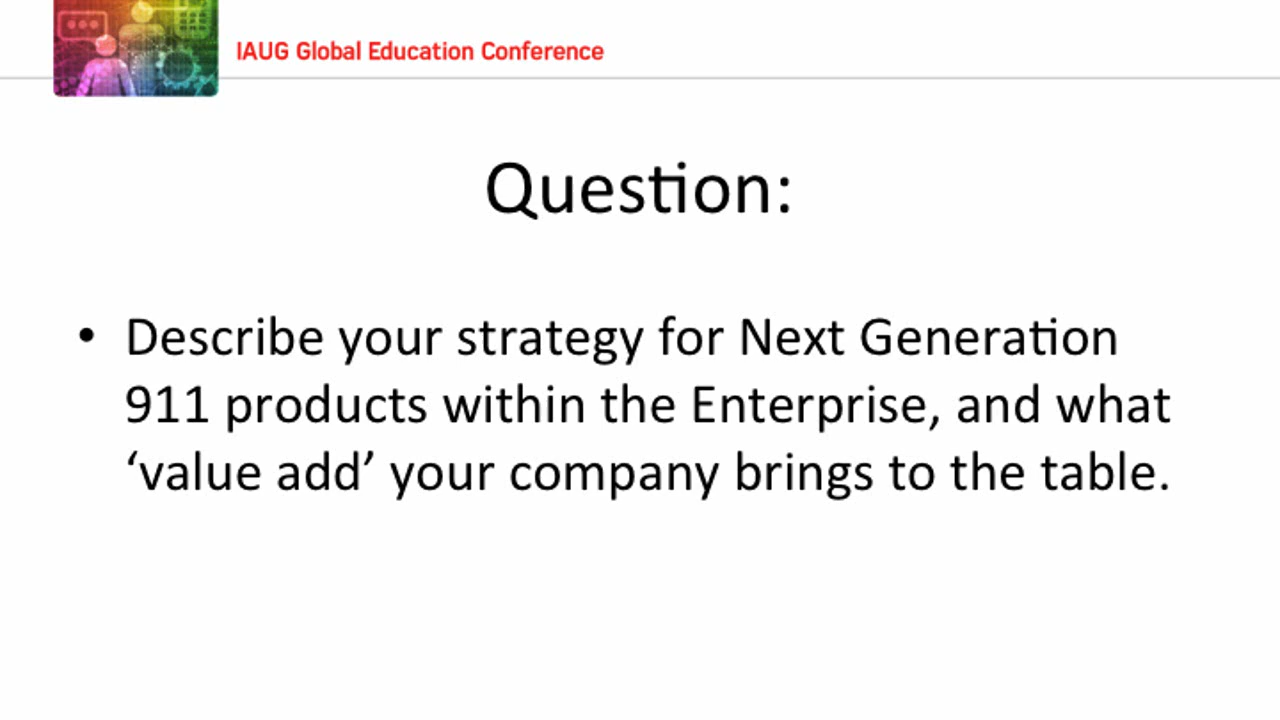 IAUG Global Education Conference
Question:
• Describe your strategy for Next Generation
911 products within the Enterprise, and what
‘value add’ your company brings to the table.